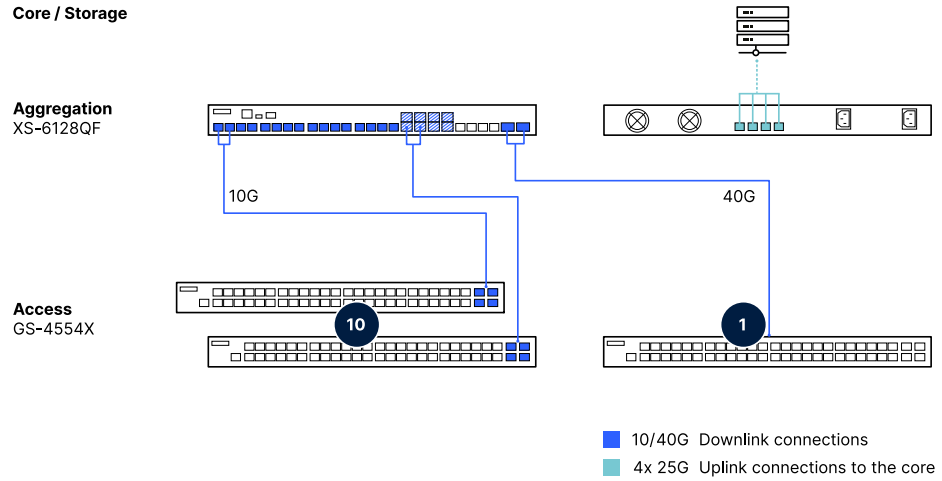 Core / Storage
Aggregation
XS-6128QF
10G
40G
Access
GS-4554X
10
1
10/40G Downlink connections
4x 25G Uplink connections to the core